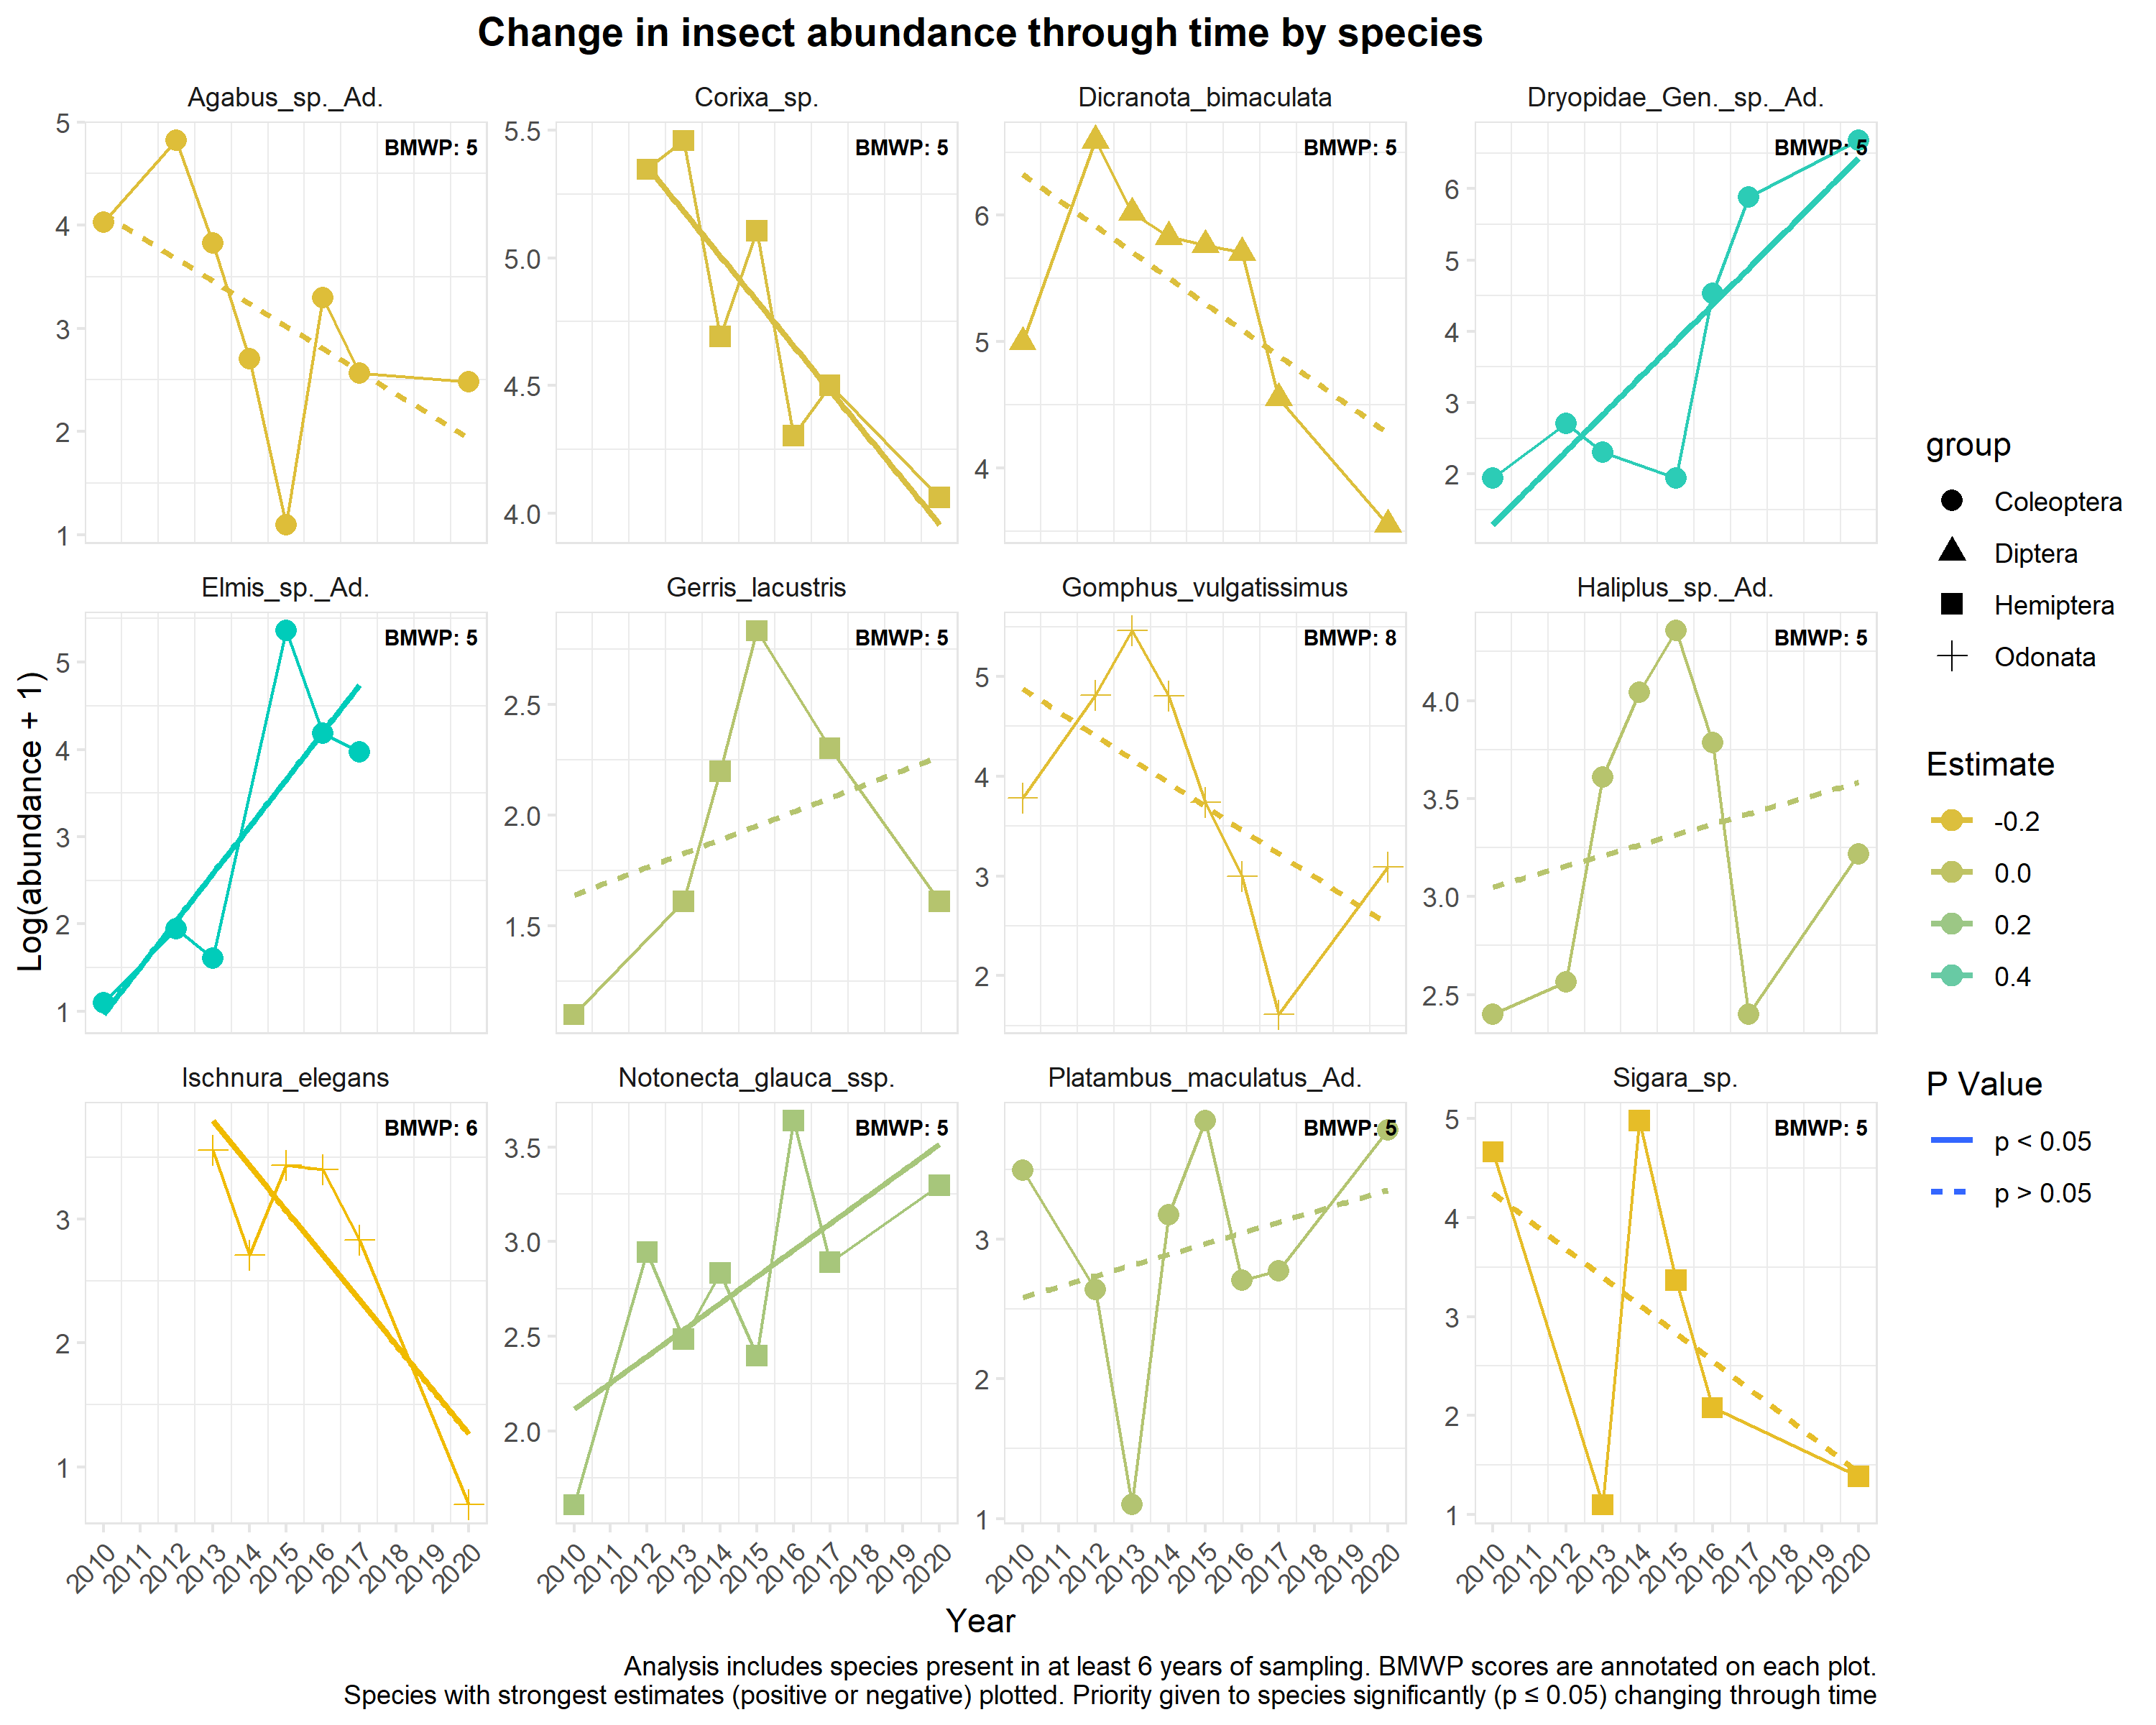 Change in insect abundance through time by species
Agabus_sp._Ad.
Corixa_sp.
Dicranota_bimaculata
Dryopidae_Gen._sp._Ad.
BMWP: 5
BMWP: 5
BMWP: 5
BMWP: 5
5
4
3
2
1
5.5
5.0
4.5
4.0
6
5
4
6
5
4
3
2
Elmis_sp._Ad.
Gerris_lacustris
Gomphus_vulgatissimus
Haliplus_sp._Ad.
BMWP: 5
BMWP: 5
BMWP: 8
BMWP: 5
5
4
3
2
1
2.5
2.0
1.5
5
4
3
2
4.0
3.5
3.0
2.5
Log(abundance + 1)
Ischnura_elegans
Notonecta_glauca_ssp.
Platambus_maculatus_Ad.
Sigara_sp.
BMWP: 6
BMWP: 5
BMWP: 5
BMWP: 5
3
2
1
3.5
3.0
2.5
2.0
3
2
1
5
4
3
2
1
2010 2011 2012 2013 2014 2015 2016 2017 2018 2019 2020
2010 2011 2012 2013 2014 2015 2016 2017 2018 2019 2020
2010 2011 2012 2013 2014 2015 2016 2017 2018 2019 2020
2010 2011 2012 2013 2014 2015 2016 2017 2018 2019 2020
Year
group
Coleoptera
Diptera
Hemiptera
Odonata
Estimate
-0.2
0.0
0.2
0.4
P Value
p < 0.05
p > 0.05
Analysis includes species present in at least 6 years of sampling. BMWP scores are annotated on each plot.
Species with strongest estimates (positive or negative) plotted. Priority given to species significantly (p ≤ 0.05) changing through time